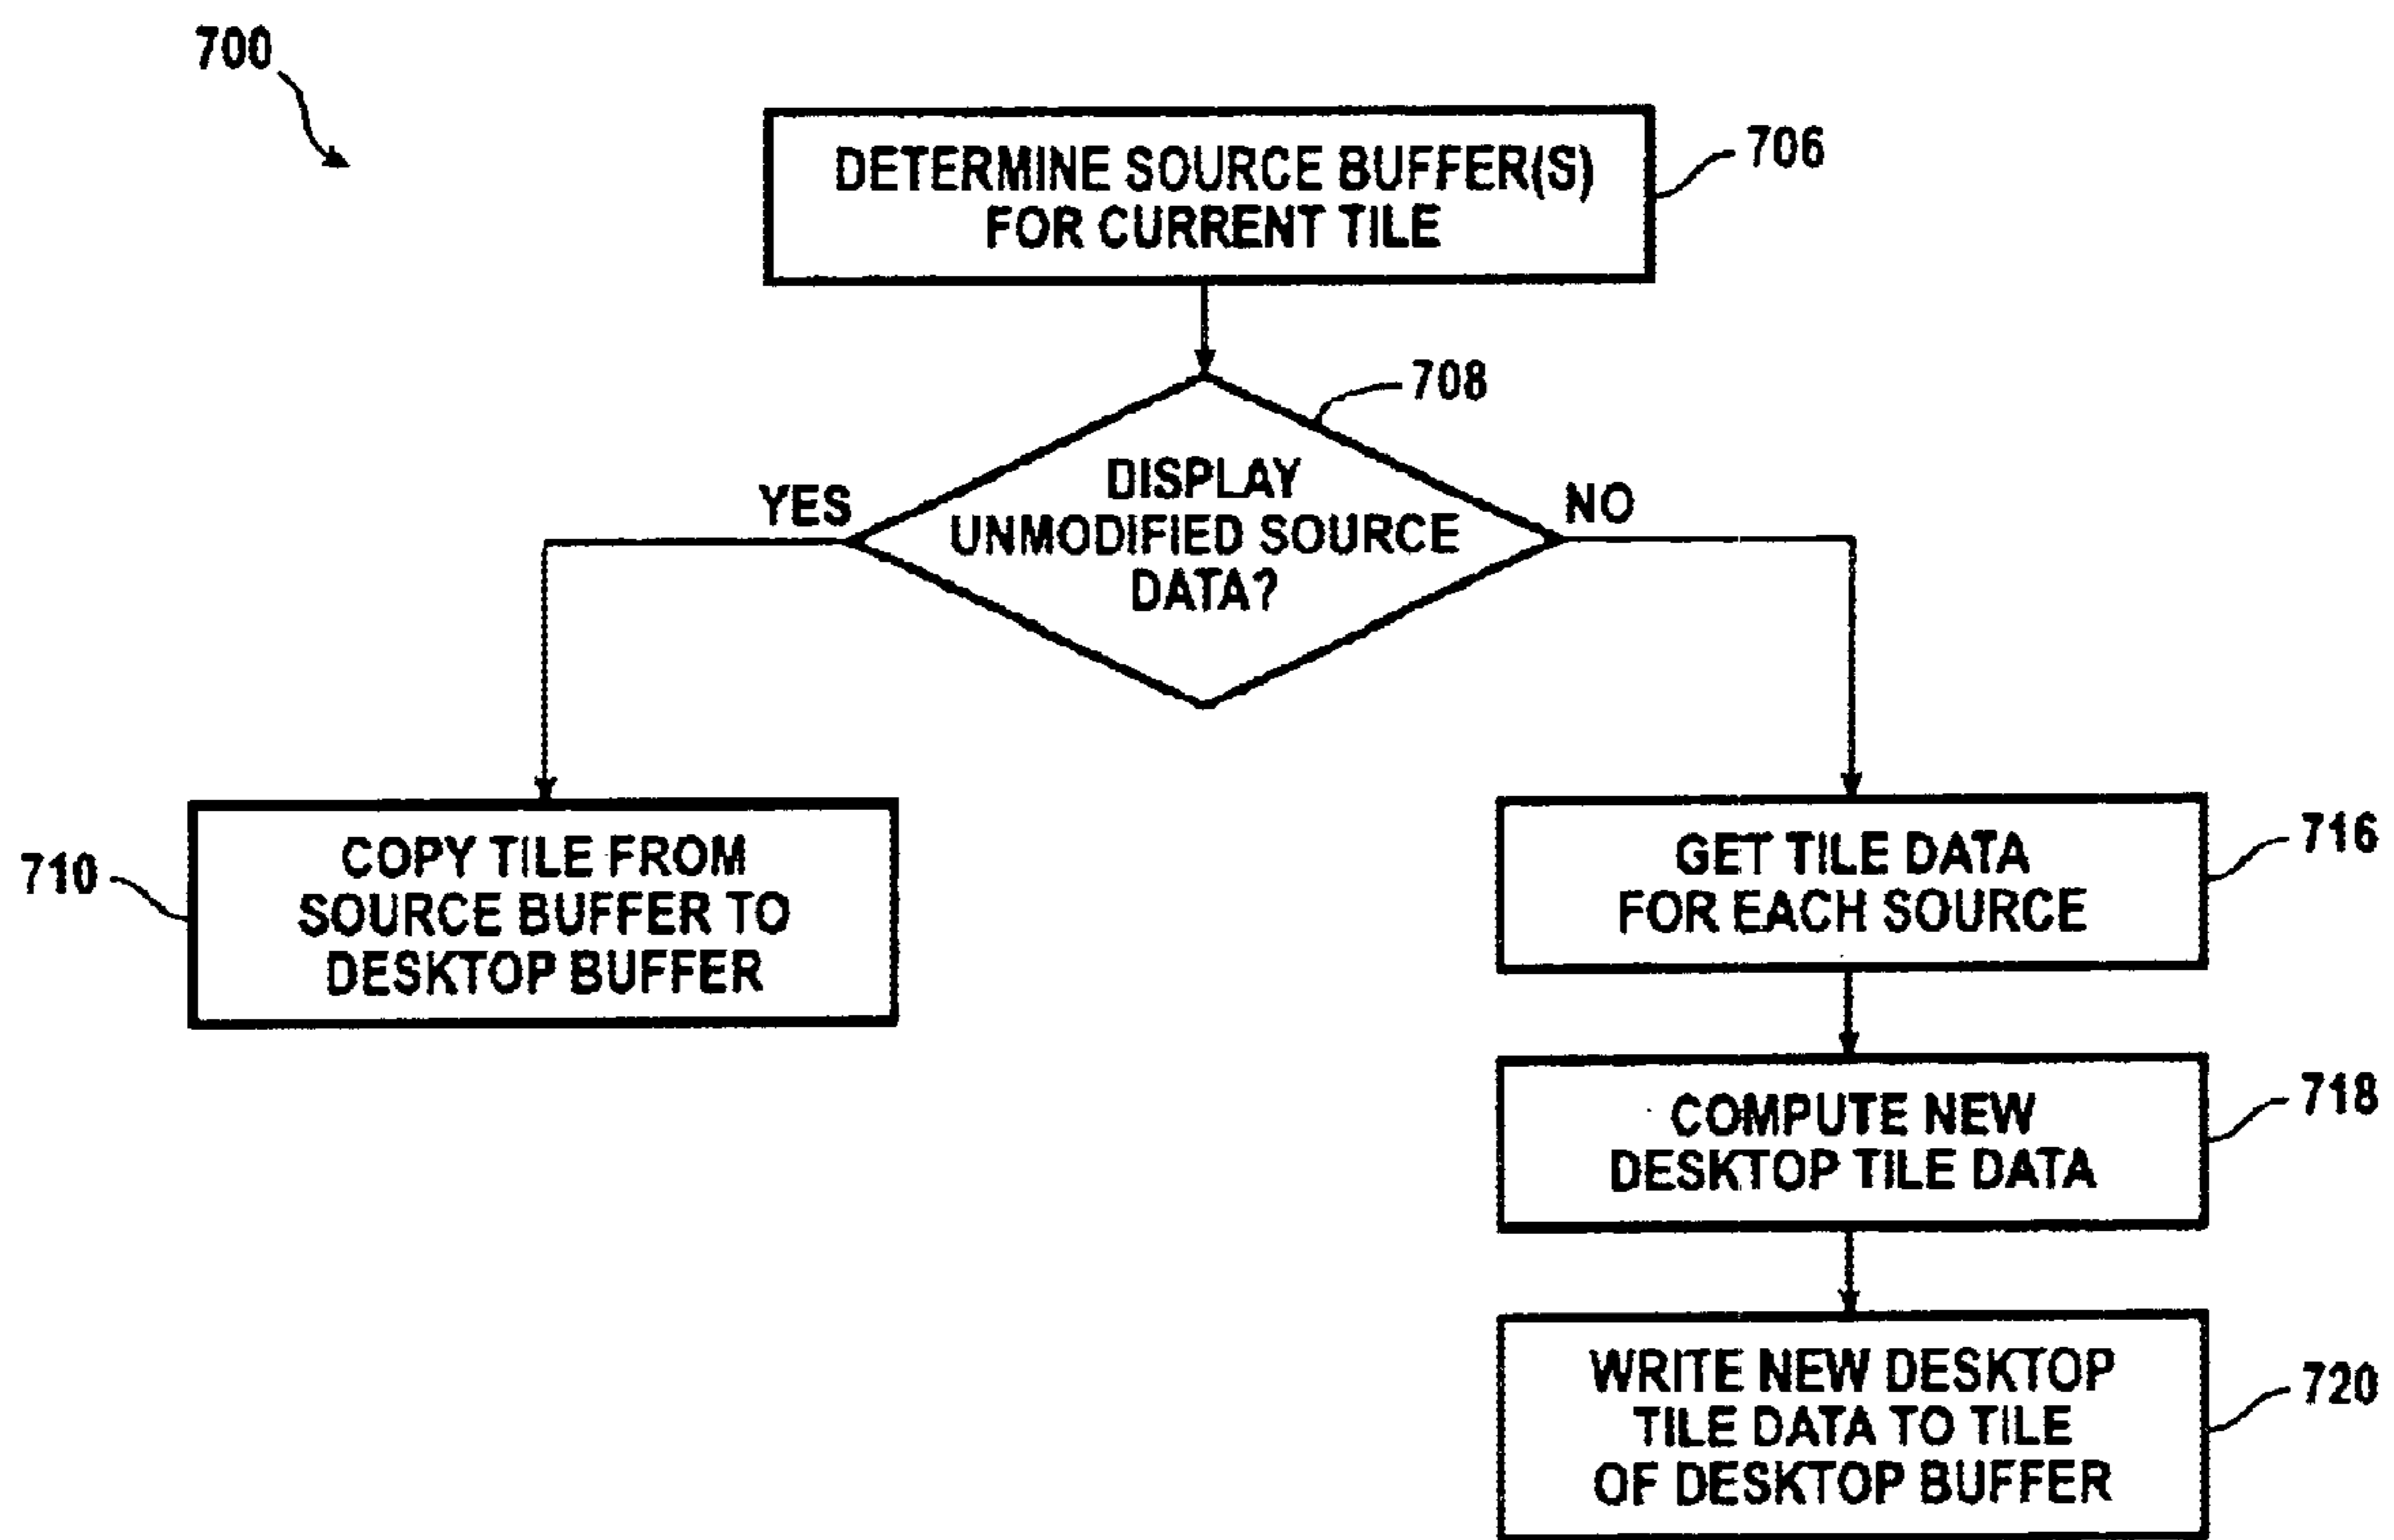 700
DETERMINE SOURCE BUFFER(S)
FOR CURRENT TILE
706
708
DISPLAY
UNMODIFIED SOURCE
DATA?
YES
NO
COPY TILE FROM
SOURCE BUFFER TO
DESKTOP BUFFER
710
GET TILE DATA
FOR EACH SOURCE
716
COMPUTE NEW
DESKTOP TILE DATA
718
WRITE NEW DESKTOP
TILE DATA TO TILE
OF DESKTOP BUFFER
720